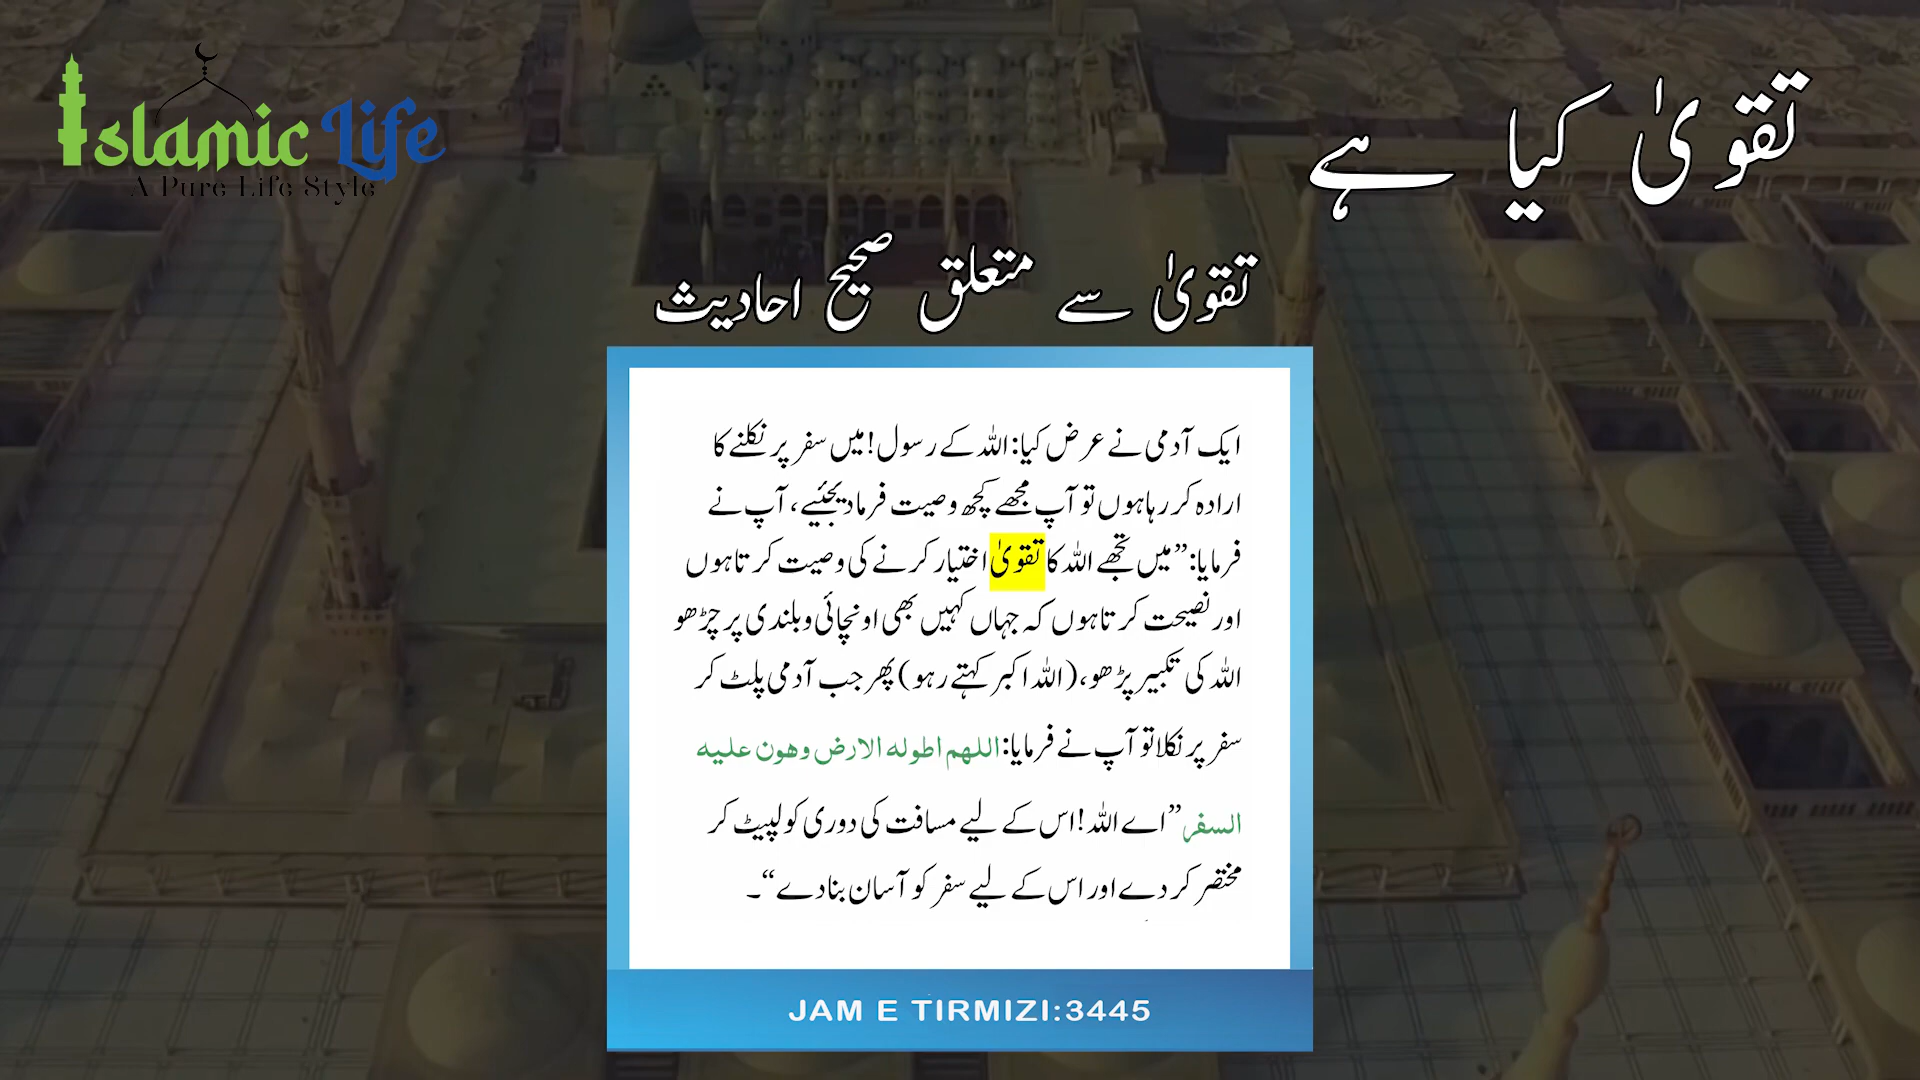 Islamic Life
A Pure Life Style
تقویٰ کیا ہے
تقویٰ سے متعلق صحیح احادیث
ایک آدمی نے عرض کیا: اللہ کے رسول! میں سفر پر نکلنے کا
ارادہ کر رہا ہوں تو آپ مجھے کچھ وصیت فرما دیجئیے، آپ نے
فرمایا: ”میں تجھے اللہ کا تقویٰ اختیار کرنے کی وصیت کرتا ہوں
اور نصیحت کرتا ہوں کہ جہاں کہیں بھی اونچائی و بلندی پر چڑھو
اللہ کی تکبیر پڑھو، (اللہ اکبر کہتے رہو) پھر جب آدمی پلٹ کر
سفر پر نکلا تو آپ نے فرمایا: اللهم اطو له الارض وهون عليه
السفر ”اے اللہ! اس کے لیے مسافت کی دوری کو لپیٹ کر
مختصر کر دے اور اس کے لیے سفر کو آسان بنا دے“۔
JAM E TIRMIZI:3445